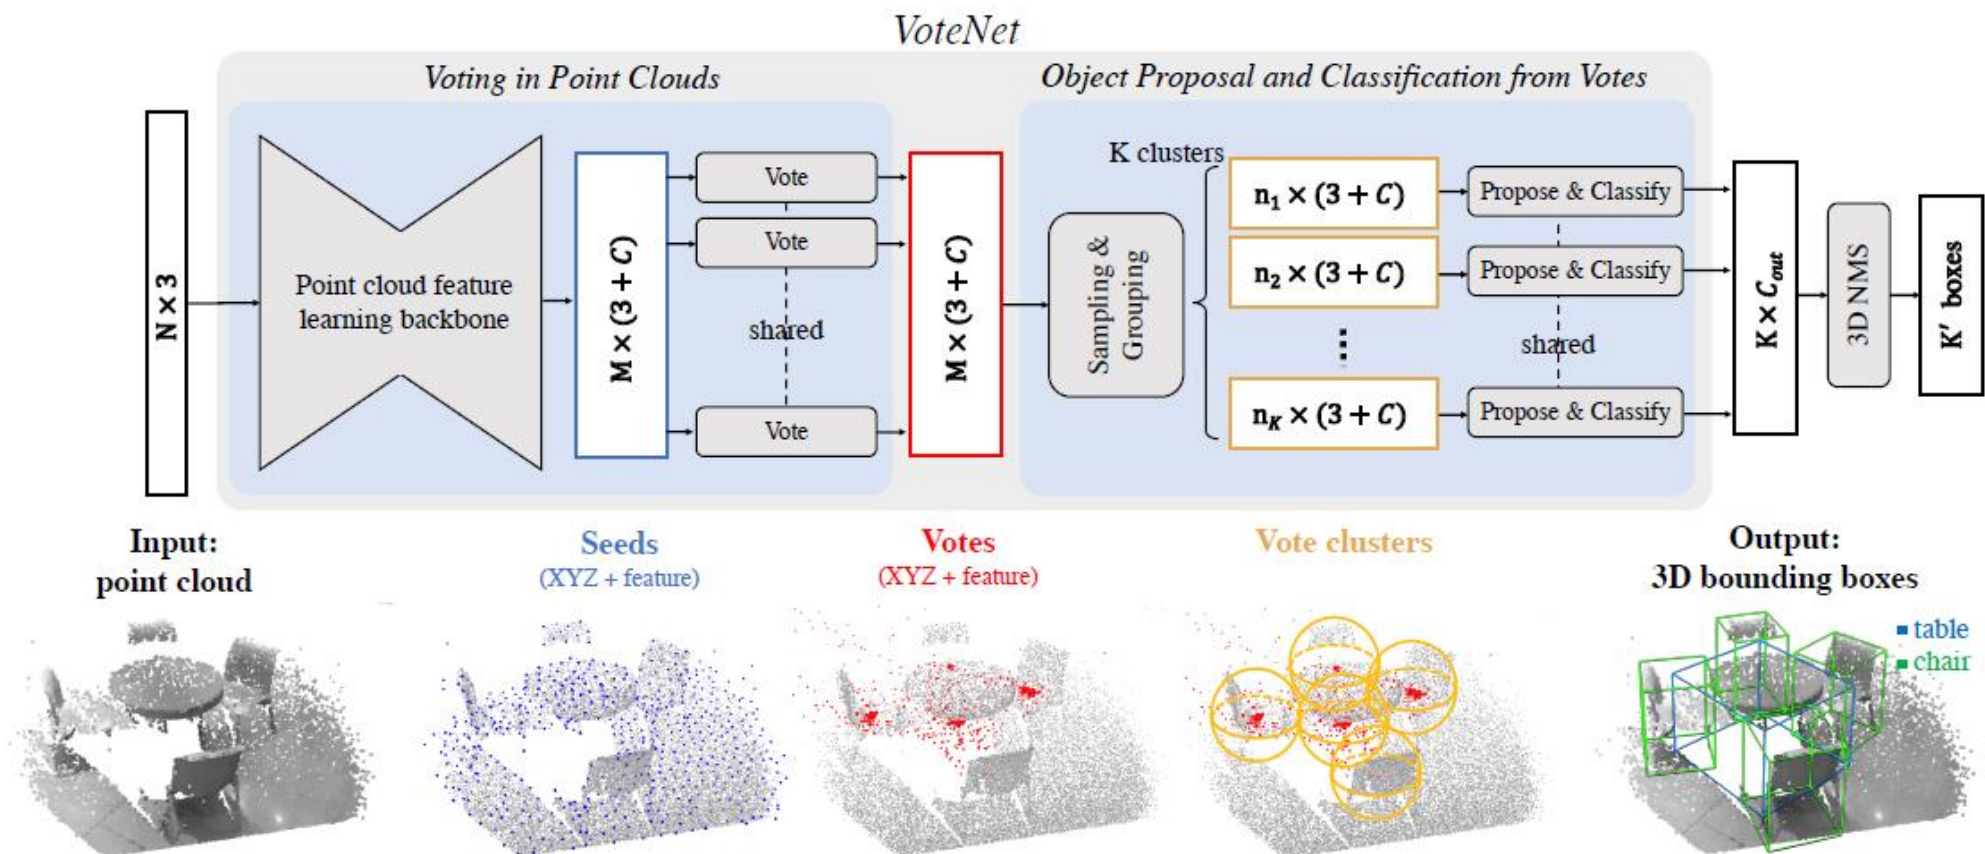 VoteNet
Voting in Point Clouds
Object Proposal and Classification from Votes
N × 3
Point cloud feature
learning backbone
M × (3 + C)
Vote
Vote
shared
Vote
M × (3 + C)
Sampling &
Grouping
K clusters
n₁ × (3 + C)
n₂ × (3 + C)
n_K × (3 + C)
Propose & Classify
Propose & Classify
shared
Propose & Classify
K × C_out
3D NMS
K′ boxes
Input:
point cloud
Seeds
(XYZ + feature)
Votes
(XYZ + feature)
Vote clusters
Output:
3D bounding boxes
table
chair